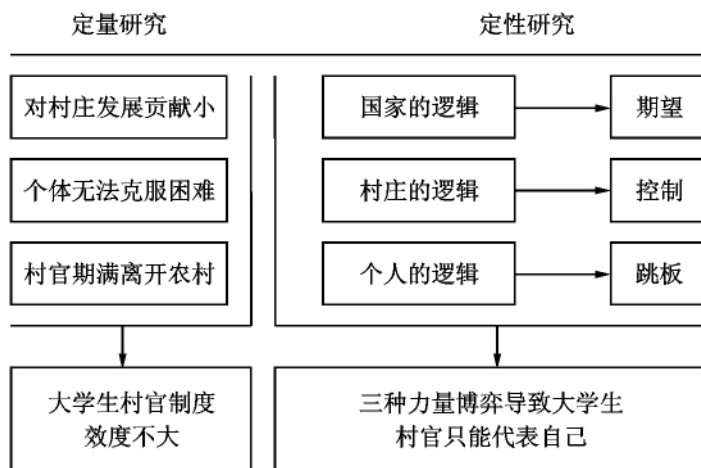 定量研究
定性研究
对村庄发展贡献小
个体无法克服困难
村官期满离开农村
国家的逻辑
期望
村庄的逻辑
控制
个人的逻辑
跳板
大学生村官制度
效度不大
三种力量博弈导致大学生
村官只能代表自己